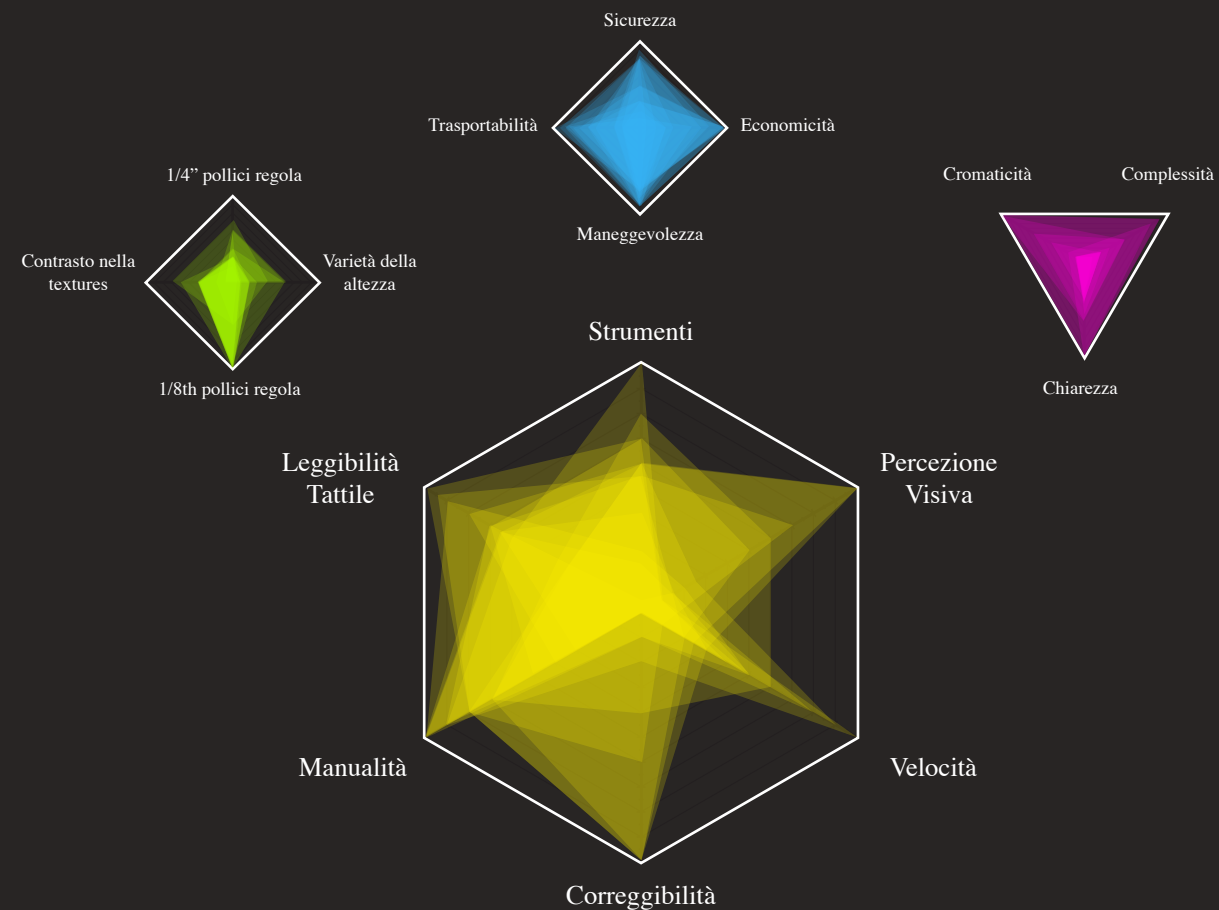 Sicurezza
Trasportabilità
Economicità
Maneggevolezza
1/4” pollici regola
Contrasto nella
textures
Varietà della
altezza
1/8th pollici regola
Cromaticità
Complessità
Chiarezza
Strumenti
Leggibilità
Tattile
Percezione
Visiva
Manualità
Velocità
Correggibilità